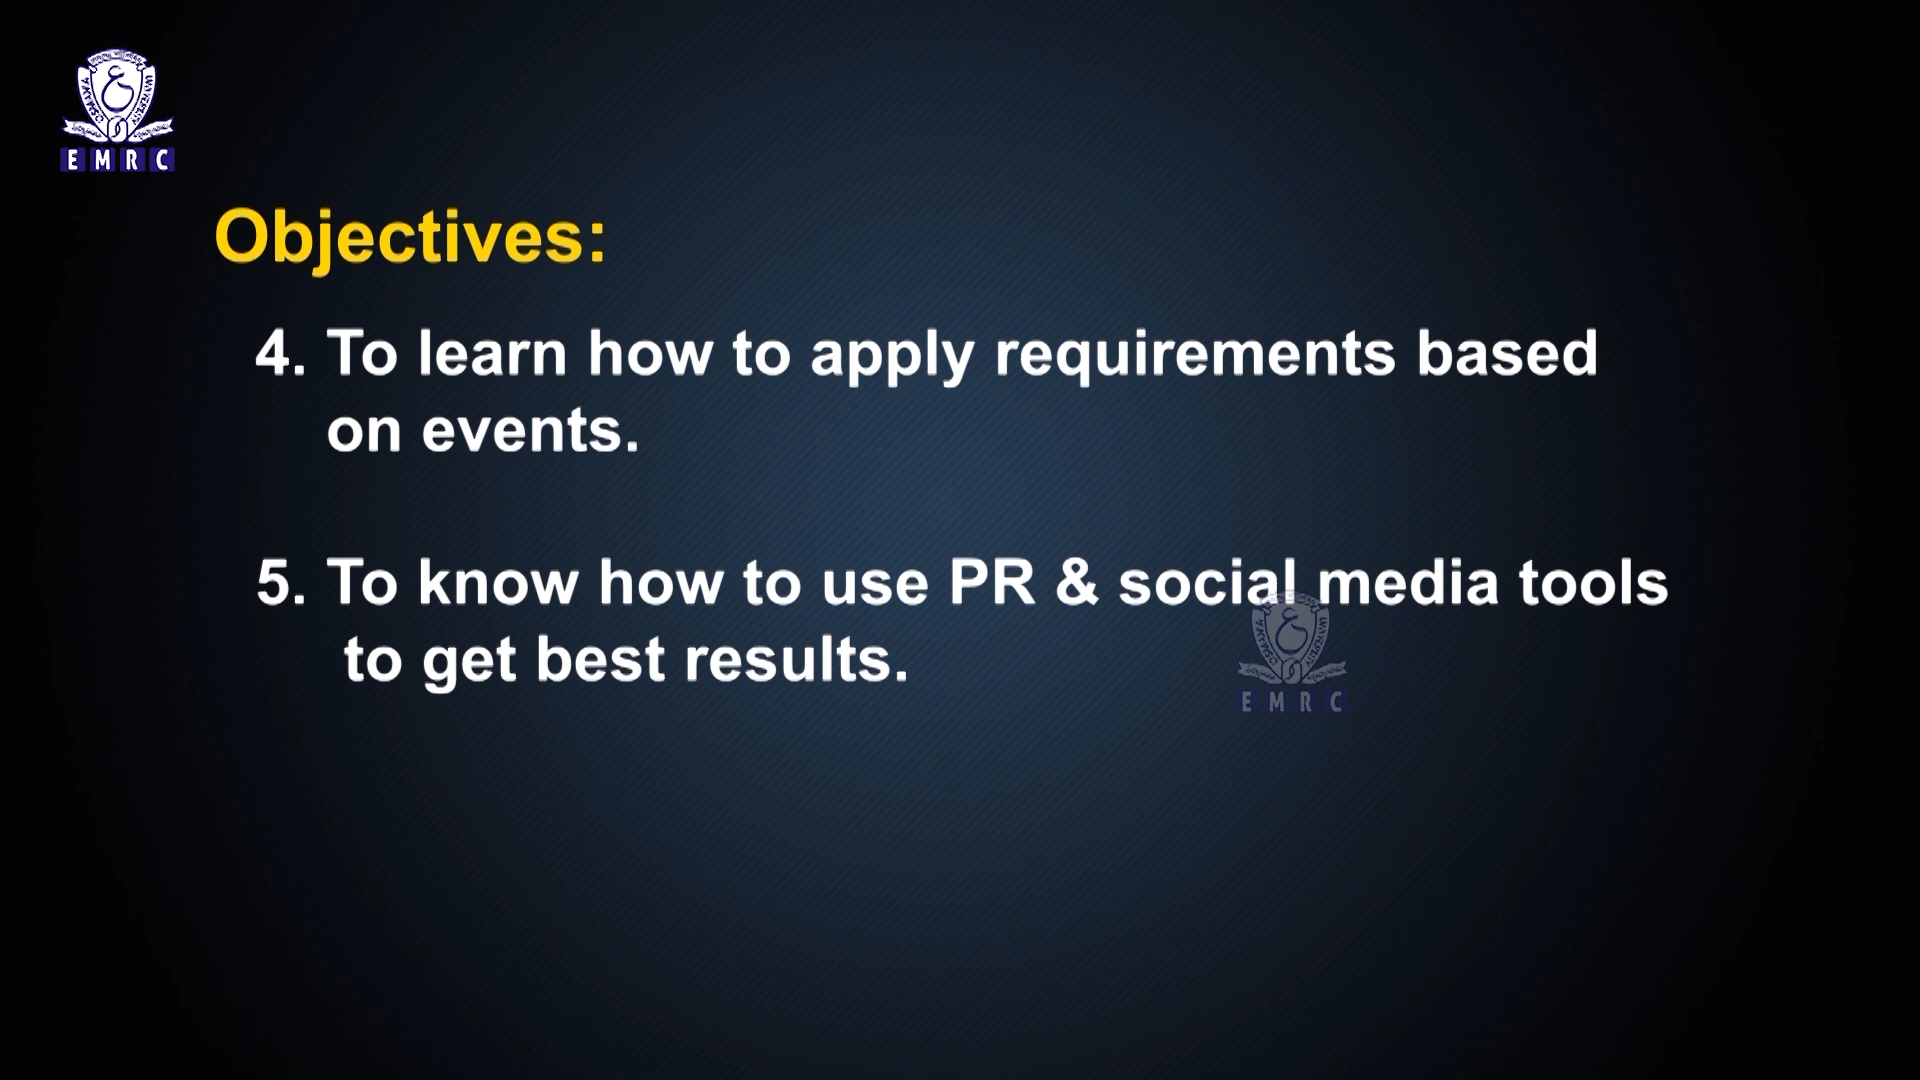 EMRC
Objectives:
4. To learn how to apply requirements based
on events.
5. To know how to use PR & social media tools
to get best results.
EMRC